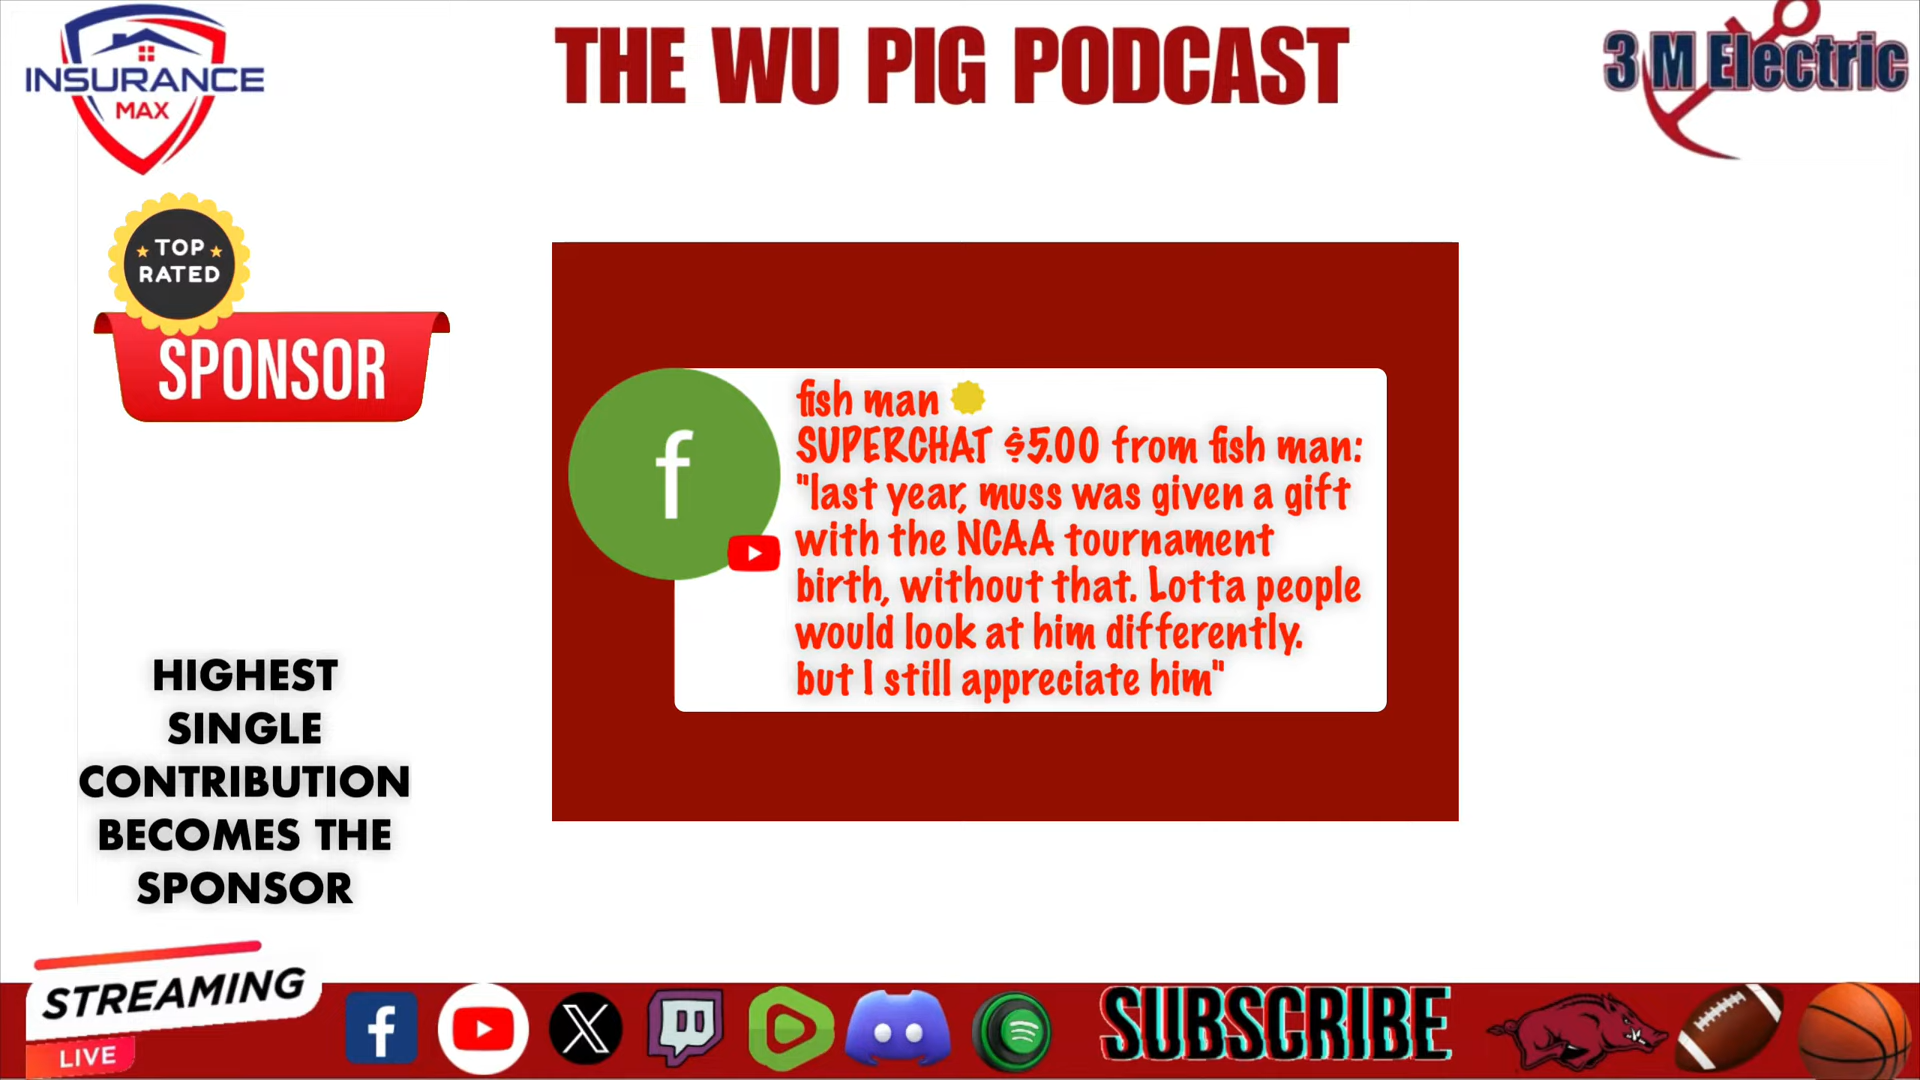 INSURANCE
MAX
THE WU PIG PODCAST
3 M Electric
TOP
RATED
SPONSOR
f
fish man
SUPERCHAT $5.00 from fish man:
"last year, muss was given a gift
with the NCAA tournament
birth, without that. Lotta people
would look at him differently.
but I still appreciate him"
HIGHEST
SINGLE
CONTRIBUTION
BECOMES THE
SPONSOR
STREAMING
LIVE
SUBSCRIBE